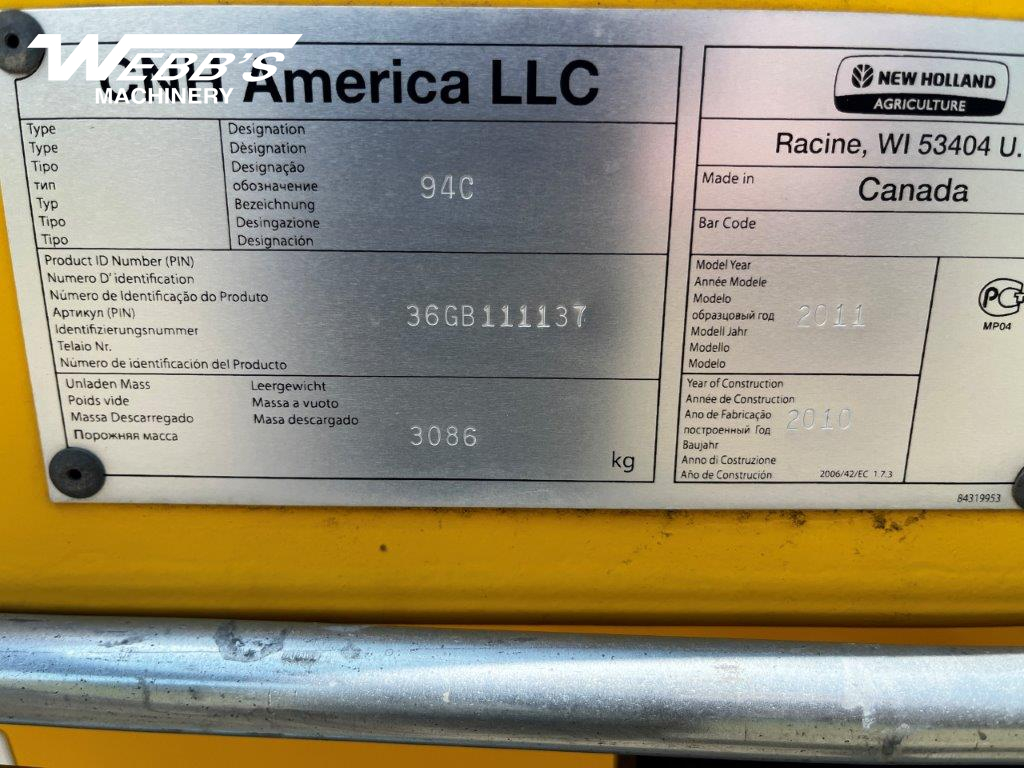 WEBB'S
MACHINERY
CNH America LLC
Type
Type
Tipo
тип
Typ
Tipo
Tipo
Designation
Dèsignation
Designação
обозначение
Bezeichnung
Desingazione
Designación
94C
Product ID Number (PIN)
Numero D'identification
Número de Identificação do Produto
Артикул (PIN)
Identifizierungsnummer
Telaio Nr.
Número de identificación del Producto
36GB111137
Unladen Mass
Poids vide
Massa Descarregado
Порожняя масса
Leergewicht
Massa a vuoto
Masa descargado
3086
kg
NEW HOLLAND
AGRICULTURE
Racine, WI 53404 U.
Made in
Canada
Bar Code
Model Year
Année Modele
Modelo
образцовый год
Modell Jahr
Modello
Modelo
2011
Year of Construction
Année de Construction
Ano de Fabricação
построенный Год
Baujahr
Anno di Costruzione
Año de Construción
2010
2006/42/EC 1.7.3
РСТ
MP04
84319953